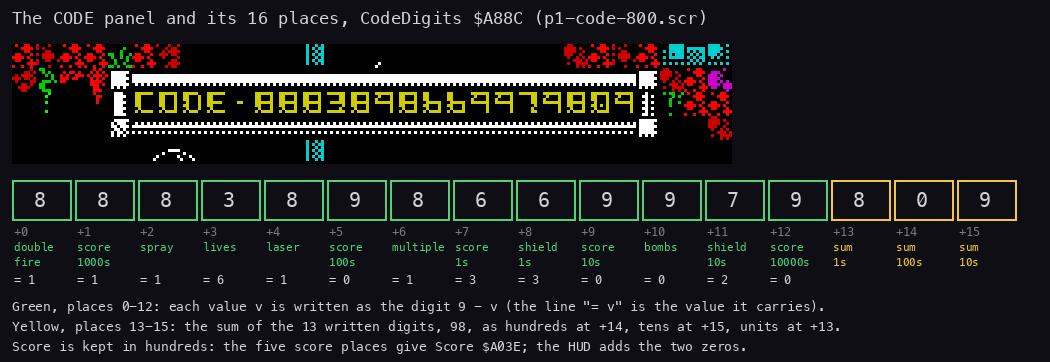 The CODE panel and its 16 places, CodeDigits $A88C (p1-code-800.scr)
CODE-8883898669979809
8 8 8 3 8 9 8 6 6 9 9 7 9 8 0 9
+0 +1 +2 +3 +4 +5 +6 +7 +8 +9 +10 +11 +12 +13 +14 +15
double score spray lives laser score multiple score shield score bombs shield score sum sum sum
fire 1000s 100s 1s 1s 10s 10s 10000s 1s 100s 10s
= 1 = 1 = 1 = 6 = 1 = 0 = 1 = 3 = 3 = 0 = 0 = 2 = 0
Green, places 0–12: each value v is written as the digit 9 − v (the line "= v" is the value it carries).
Yellow, places 13–15: the sum of the 13 written digits, 98, as hundreds at +14, tens at +15, units at +13.
Score is kept in hundreds: the five score places give Score $A03E; the HUD adds the two zeros.